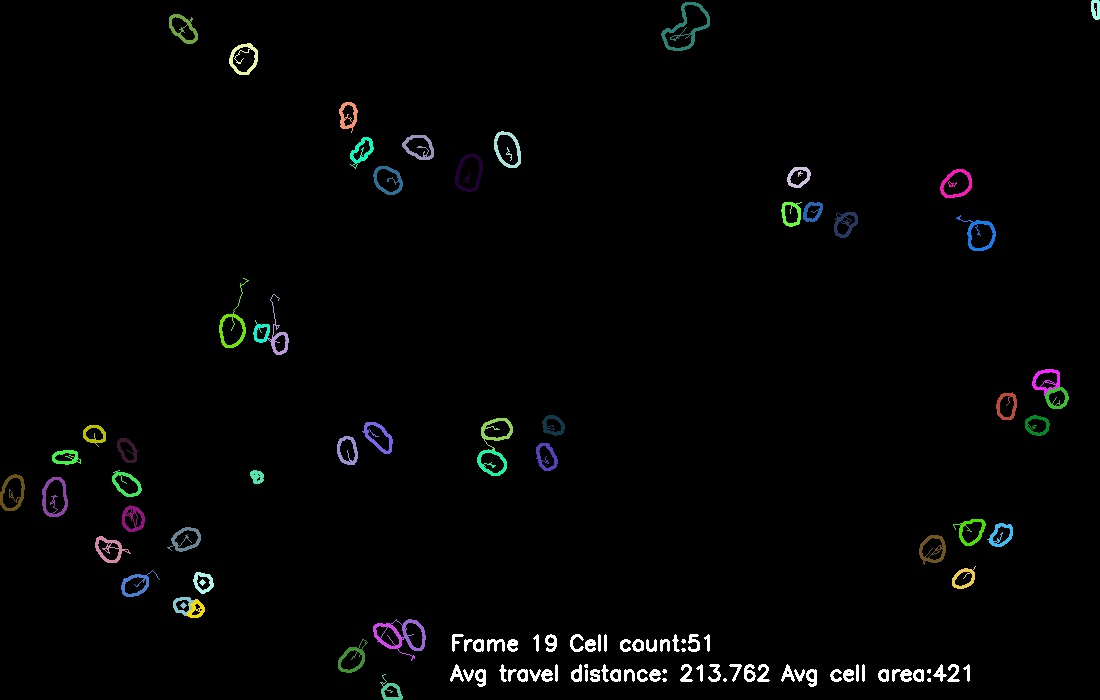 Frame 19 Cell count:51
Avg travel distance: 213.762 Avg cell area:421